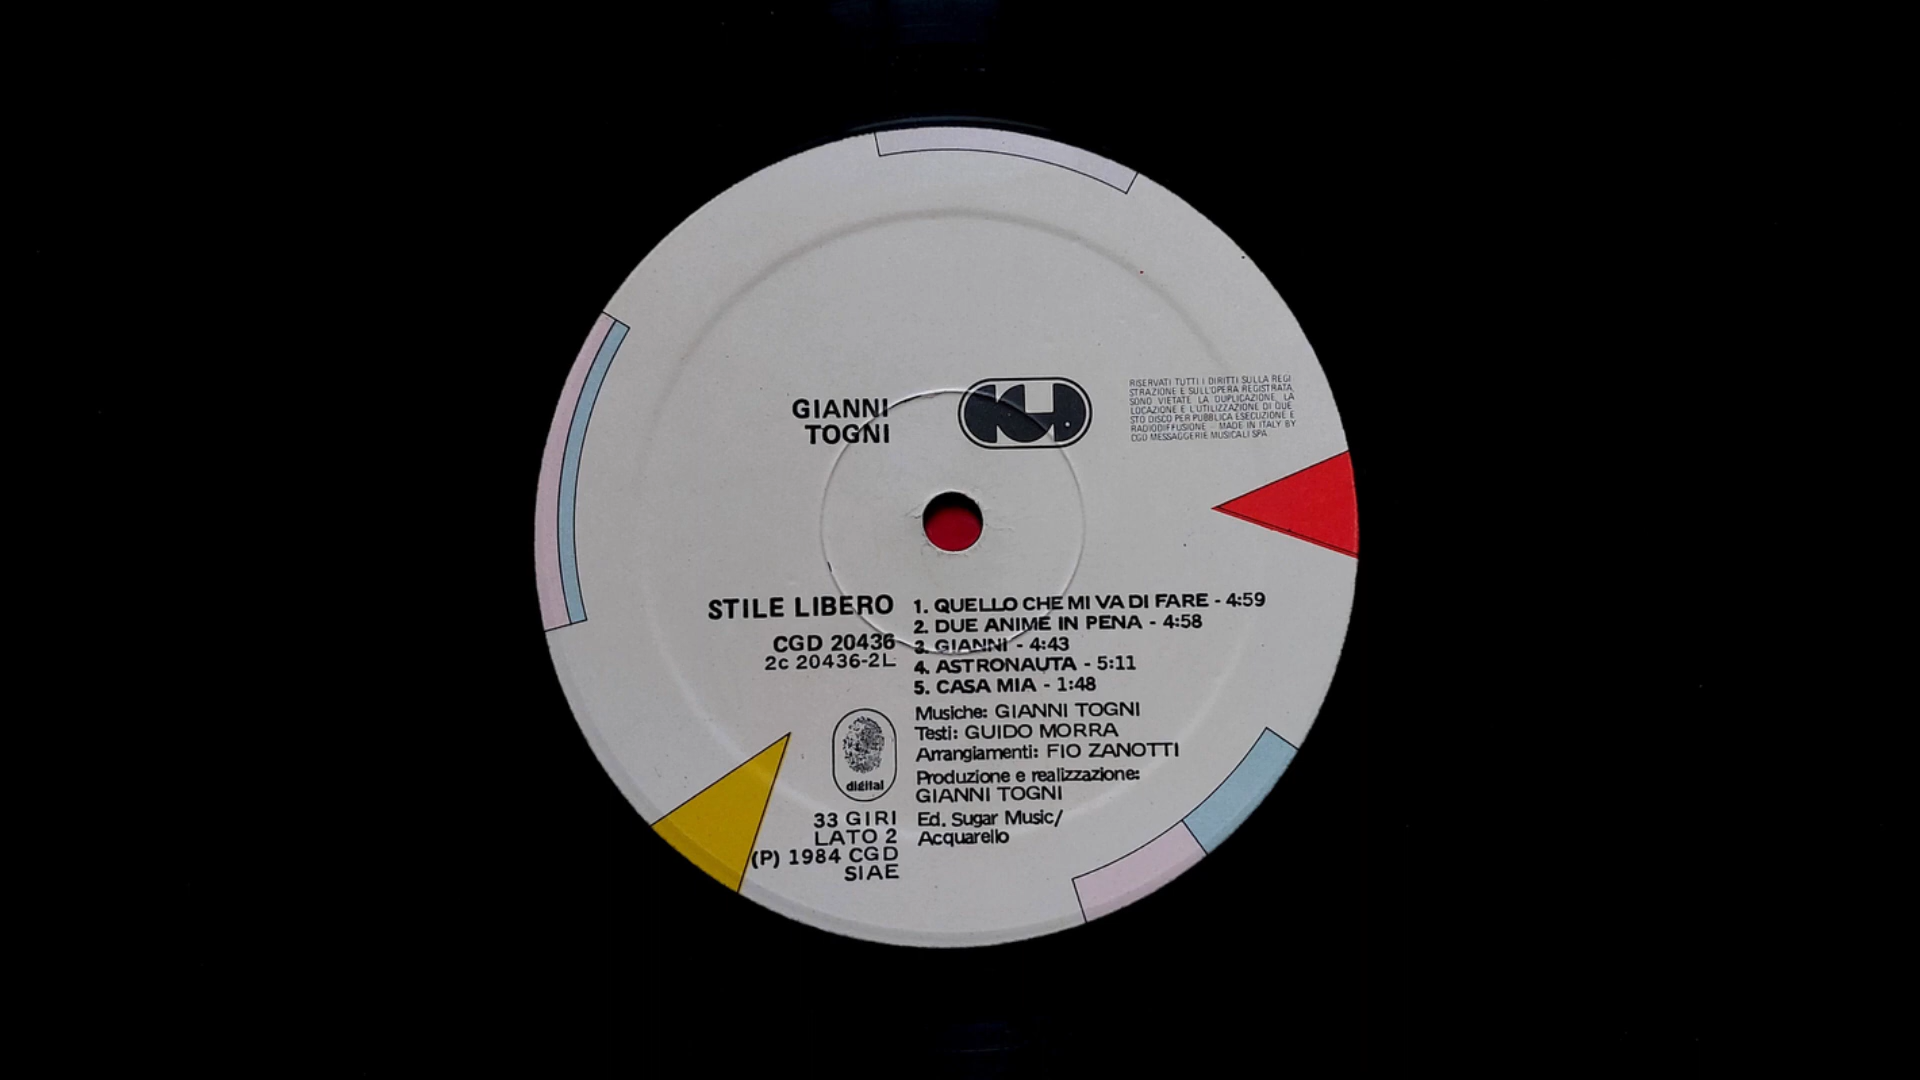 GIANNI
TOGNI
CGD
RISERVATI TUTTI I DIRITTI SULLA REGI
STRAZIONE E SULL'OPERA REGISTRATA,
SONO VIETATE LA DUPLICAZIONE, LA
LOCAZIONE E L'UTILIZZAZIONE DI QUE
STO DISCO PER PUBBLICA ESECUZIONE E
RADIODIFFUSIONE - MADE IN ITALY BY
CGD MESSAGGERIE MUSICALI SPA.
STILE LIBERO
CGD 20436
2c 20436-2L
1. QUELLO CHE MI VA DI FARE - 4:59
2. DUE ANIME IN PENA - 4:58
3. GIANNI - 4:43
4. ASTRONAUTA - 5:11
5. CASA MIA - 1:48
Musiche: GIANNI TOGNI
Testi: GUIDO MORRA
Arrangiamenti: FIO ZANOTTI
Produzione e realizzazione:
GIANNI TOGNI
Ed. Sugar Music/
Acquarello
digital
33 GIRI
LATO 2
(P) 1984 CGD
SIAE